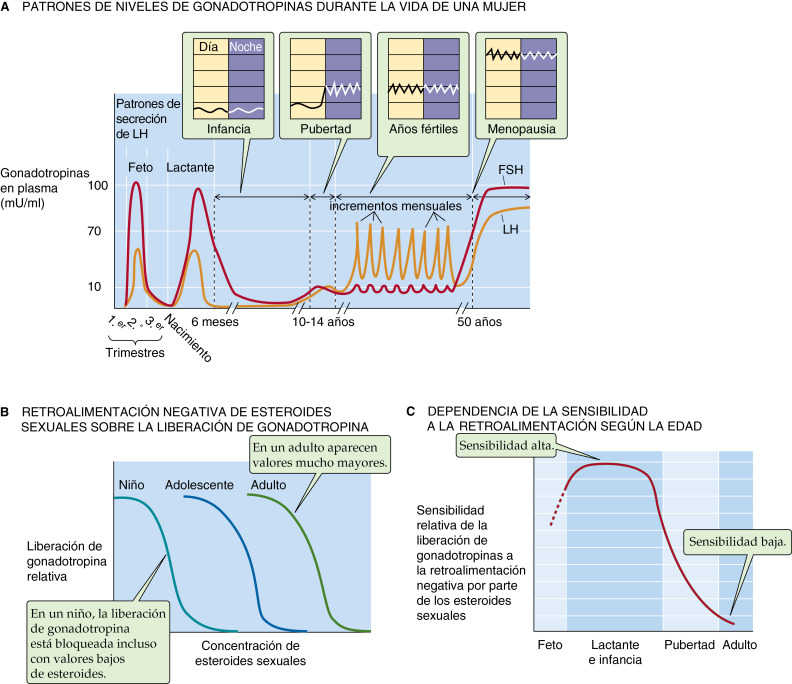 A PATRONES DE NIVELES DE GONADOTROPINAS DURANTE LA VIDA DE UNA MUJER
Día Noche
Infancia
Pubertad
Años fértiles
Menopausia
Patrones de
secreción
de LH
Feto
Lactante
Gonadotropinas
en plasma
(mU/ml)
100
70
10
incrementos mensuales
FSH
LH
1.er
2.°
3.er
Trimestres
Nacimiento
6 meses
10-14 años
50 años
B RETROALIMENTACIÓN NEGATIVA DE ESTEROIDES
SEXUALES SOBRE LA LIBERACIÓN DE GONADOTROPINA
En un adulto aparecen
valores mucho mayores.
Niño
Adolescente
Adulto
Liberación de
gonadotropina
relativa
En un niño, la liberación
de gonadotropina
está bloqueada incluso
con valores bajos
de esteroides.
Concentración de
esteroides sexuales
C DEPENDENCIA DE LA SENSIBILIDAD
A LA RETROALIMENTACIÓN SEGÚN LA EDAD
Sensibilidad alta.
Sensibilidad
relativa de la
liberación de
gonadotropinas a
la retroalimentación
negativa por parte
de los esteroides
sexuales
Sensibilidad baja.
Feto
Lactante
e infancia
Pubertad
Adulto